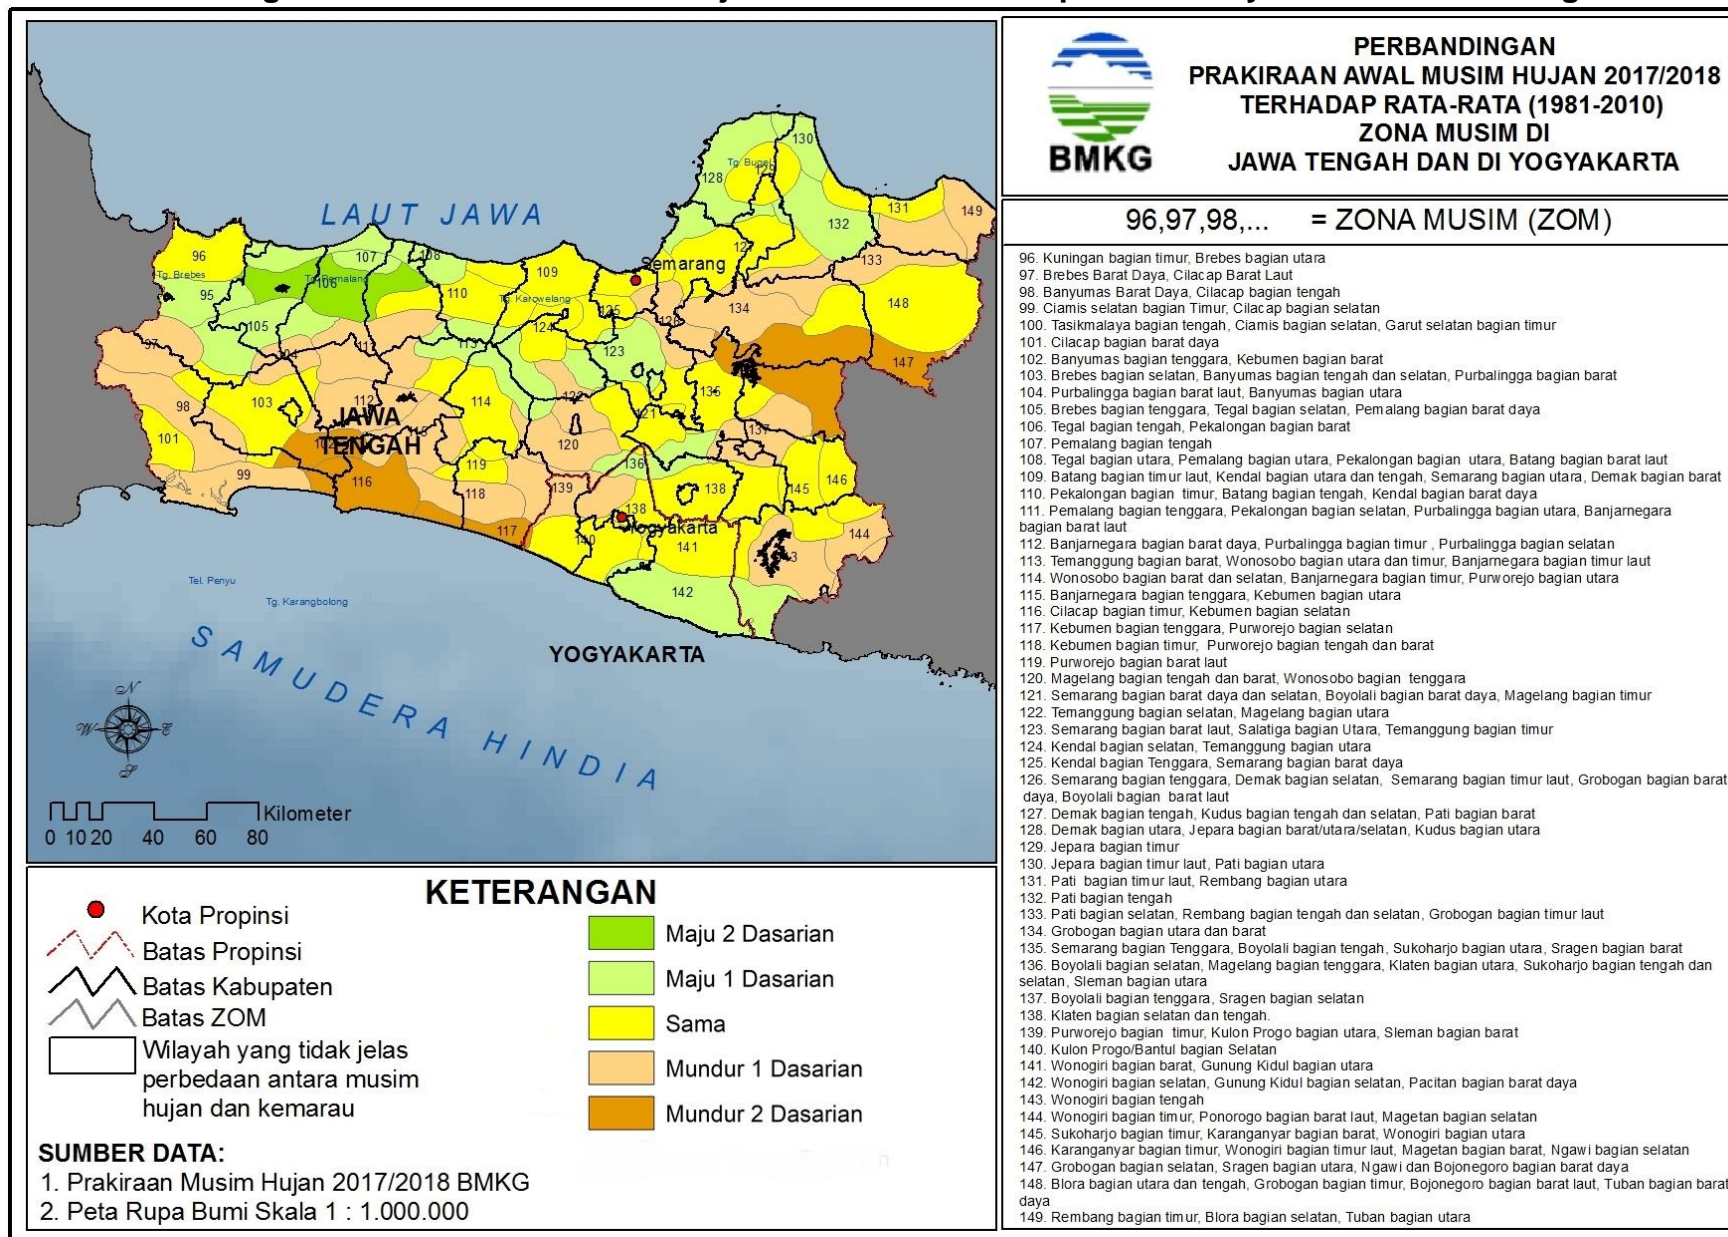 PERBANDINGAN
PRAKIRAAN AWAL MUSIM HUJAN 2017/2018
TERHADAP RATA-RATA (1981-2010)
ZONA MUSIM DI
JAWA TENGAH DAN DI YOGYAKARTA
BMKG
96,97,98,... = ZONA MUSIM (ZOM)
96. Kuningan bagian timur, Brebes bagian utara
97. Brebes Barat Daya, Cilacap Barat Laut
98. Banyumas Barat Daya, Cilacap bagian tengah
99. Ciamis selatan bagian Timur, Cilacap bagian selatan
100. Tasikmalaya bagian tengah, Ciamis bagian selatan, Garut selatan bagian timur
101. Cilacap bagian barat daya
102. Banyumas bagian tenggara, Kebumen bagian barat
103. Brebes bagian selatan, Banyumas bagian tengah dan selatan, Purbalingga bagian barat
104. Purbalingga bagian barat laut, Banyumas bagian utara
105. Brebes bagian tenggara, Tegal bagian selatan, Pemalang bagian barat daya
106. Tegal bagian tengah, Pekalongan bagian barat
107. Pemalang bagian tengah
108. Tegal bagian utara, Pemalang bagian utara, Pekalongan bagian utara, Batang bagian barat laut
109. Batang bagian timur laut, Kendal bagian utara dan tengah, Semarang bagian utara, Demak bagian barat
110. Pekalongan bagian timur, Batang bagian tengah, Kendal bagian barat daya
111. Pemalang bagian tenggara, Pekalongan bagian selatan, Purbalingga bagian utara, Banjarnegara
bagian barat laut
112. Banjarnegara bagian barat daya, Purbalingga bagian timur , Purbalingga bagian selatan
113. Temanggung bagian barat, Wonosobo bagian utara dan timur, Banjarnegara bagian timur laut
114. Wonosobo bagian barat dan selatan, Banjarnegara bagian timur, Purworejo bagian utara
115. Banjarnegara bagian tenggara, Kebumen bagian utara
116. Cilacap bagian timur, Kebumen bagian selatan
117. Kebumen bagian tenggara, Purworejo bagian selatan
118. Kebumen bagian timur, Purworejo bagian tengah dan barat
119. Purworejo bagian barat laut
120. Magelang bagian tengah dan barat, Wonosobo bagian tenggara
121. Semarang bagian barat daya dan selatan, Boyolali bagian barat daya, Magelang bagian timur
122. Temanggung bagian selatan, Magelang bagian utara
123. Semarang bagian barat laut, Salatiga bagian Utara, Temanggung bagian timur
124. Kendal bagian selatan, Temanggung bagian utara
125. Kendal bagian Tenggara, Semarang bagian barat daya
126. Semarang bagian tenggara, Demak bagian selatan, Semarang bagian timur laut, Grobogan bagian barat
daya, Boyolali bagian barat laut
127. Demak bagian tengah, Kudus bagian tengah dan selatan, Pati bagian barat
128. Demak bagian utara, Jepara bagian barat/utara/selatan, Kudus bagian utara
129. Jepara bagian timur
130. Jepara bagian timur laut, Pati bagian utara
131. Pati bagian timur laut, Rembang bagian utara
132. Pati bagian tengah
133. Pati bagian selatan, Rembang bagian tengah dan selatan, Grobogan bagian timur laut
134. Grobogan bagian utara dan barat
135. Semarang bagian Tenggara, Boyolali bagian tengah, Sukoharjo bagian utara, Sragen bagian barat
136. Boyolali bagian selatan, Magelang bagian tenggara, Klaten bagian utara, Sukoharjo bagian tengah dan
selatan, Sleman bagian utara
137. Boyolali bagian tenggara, Sragen bagian selatan
138. Klaten bagian selatan dan tengah.
139. Purworejo bagian timur, Kulon Progo bagian utara, Sleman bagian barat
140. Kulon Progo/Bantul bagian Selatan
141. Wonogiri bagian barat, Gunung Kidul bagian utara
142. Wonogiri bagian selatan, Gunung Kidul bagian selatan, Pacitan bagian barat daya
143. Wonogiri bagian tengah
144. Wonogiri bagian timur, Ponorogo bagian barat laut, Magetan bagian selatan
145. Sukoharjo bagian timur, Karanganyar bagian barat, Wonogiri bagian utara
146. Karanganyar bagian timur, Wonogiri bagian timur laut, Magetan bagian barat, Ngawi bagian selatan
147. Grobogan bagian selatan, Sragen bagian utara, Ngawi dan Bojonegoro bagian barat daya
148. Blora bagian utara dan tengah, Grobogan bagian timur, Bojonegoro bagian barat laut, Tuban bagian barat
daya
149. Rembang bagian timur, Blora bagian selatan, Tuban bagian utara
LAUT JAWA
Semarang
JAWA
TENGAH
Yogyakarta
YOGYAKARTA
SAMUDERA HINDIA
Tg. Brebes
Tg. Pemalang
Tg. Karowelang
Tg. Bugel
Tel. Penyu
Tg. Karangbolong
130
128
129
149
131
132
127
96
107
108
133
109
95
106
110
148
134
125
126
105
124
123
113
97
147
135
98
103
112
114
121
101
120
137
119
136
99
116
118
139
138
145
146
138
117
140
141
144
142
N
W
E
S
Kilometer
0 10 20 40 60 80
KETERANGAN
Kota Propinsi
Batas Propinsi
Batas Kabupaten
Batas ZOM
Wilayah yang tidak jelas
perbedaan antara musim
hujan dan kemarau
Maju 2 Dasarian
Maju 1 Dasarian
Sama
Mundur 1 Dasarian
Mundur 2 Dasarian
SUMBER DATA:
1. Prakiraan Musim Hujan 2017/2018 BMKG
2. Peta Rupa Bumi Skala 1 : 1.000.000